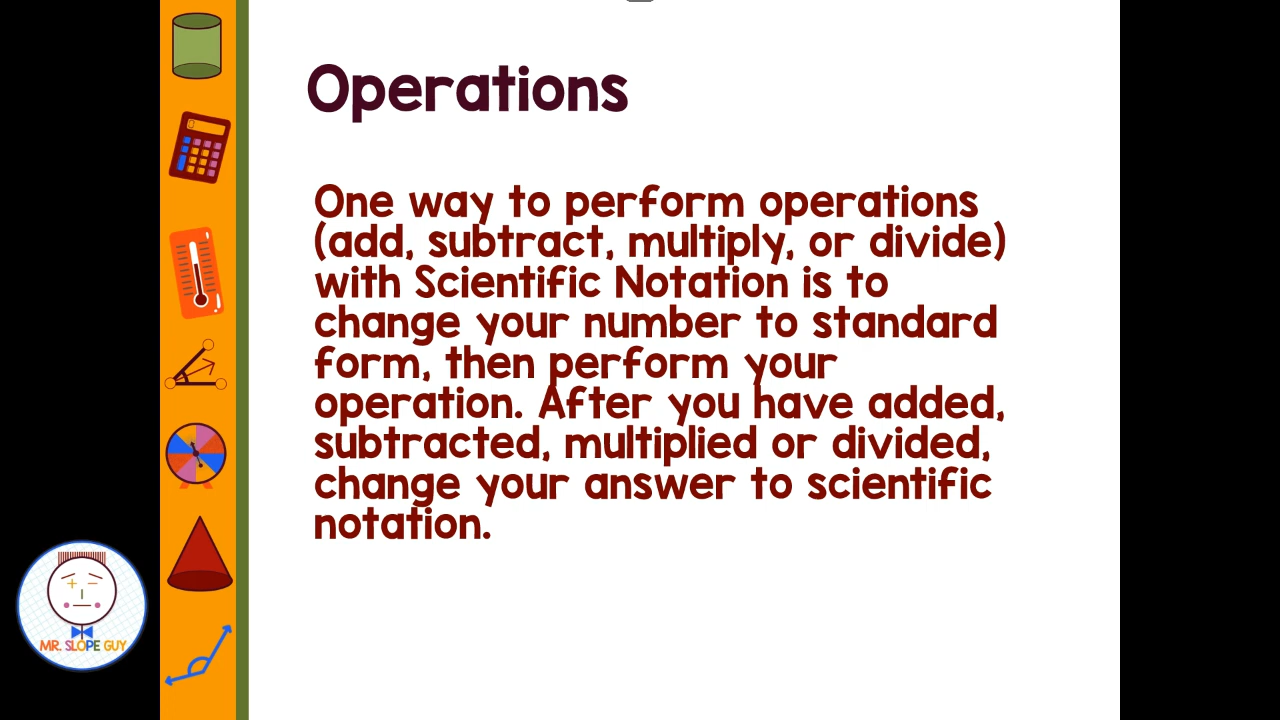 Operations
One way to perform operations
(add, subtract, multiply, or divide)
with Scientific Notation is to
change your number to standard
form, then perform your
operation. After you have added,
subtracted, multiplied or divided,
change your answer to scientific
notation.
MR. SLOPE GUY